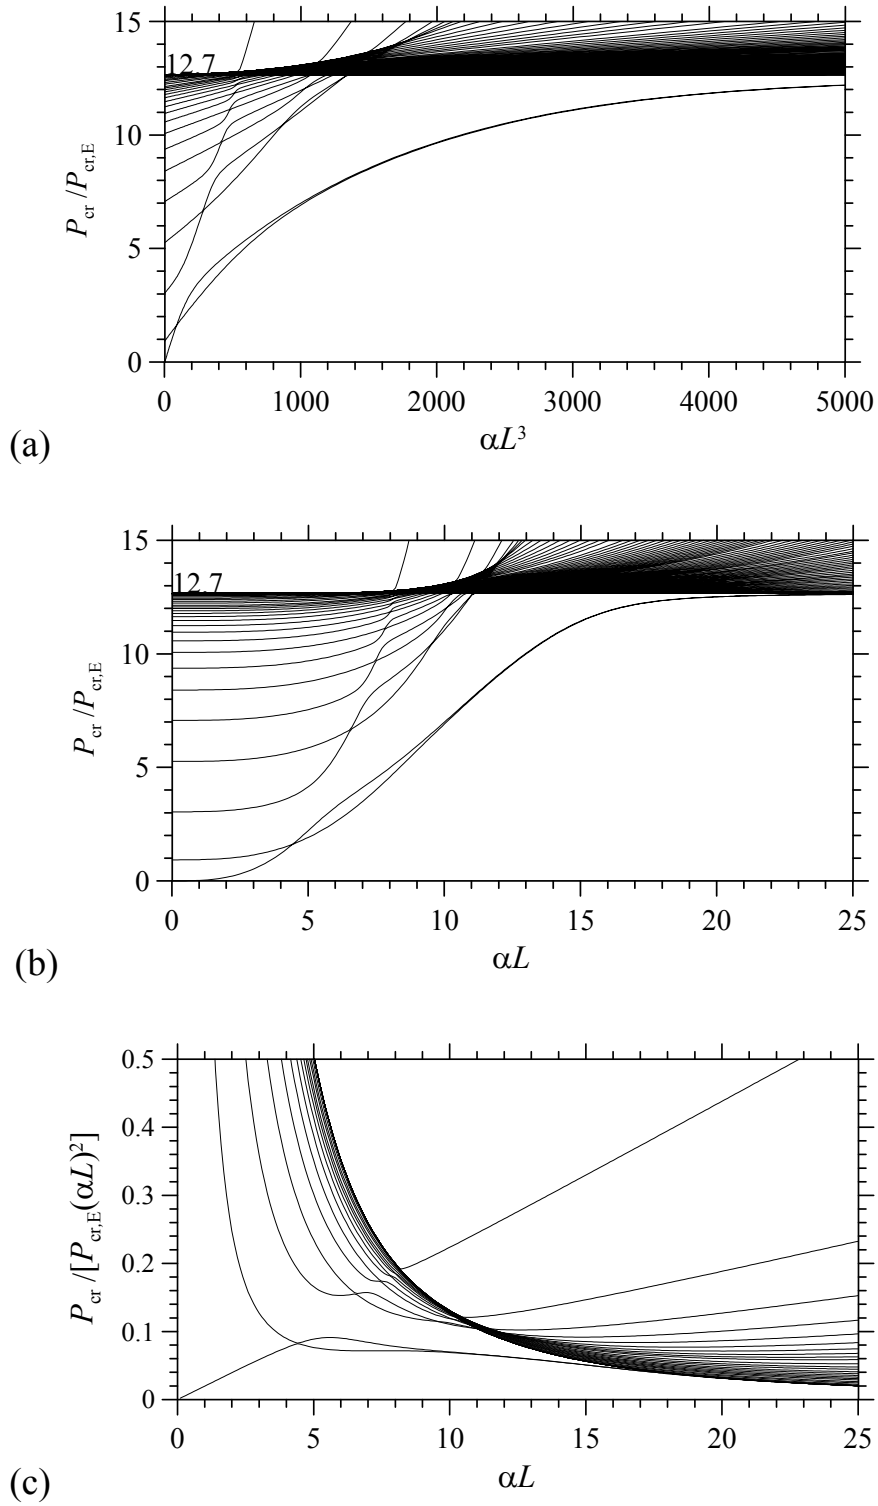 15
12.7
10
5
0
P_cr /P_cr,E
0 1000 2000 3000 4000 5000
αL³
(a)
15
12.7
10
5
0
P_cr /P_cr,E
0 5 10 15 20 25
αL
(b)
0.5
0.4
0.3
0.2
0.1
0
P_cr /[P_cr,E(αL)²]
0 5 10 15 20 25
αL
(c)